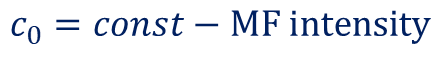 c₀ = const − MF intensity